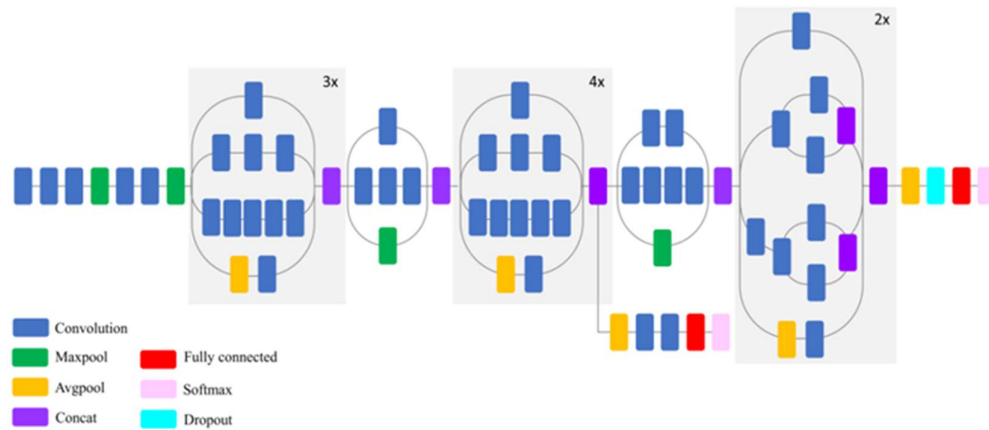 3x
4x
2x
Convolution
Maxpool
Fully connected
Avgpool
Softmax
Concat
Dropout